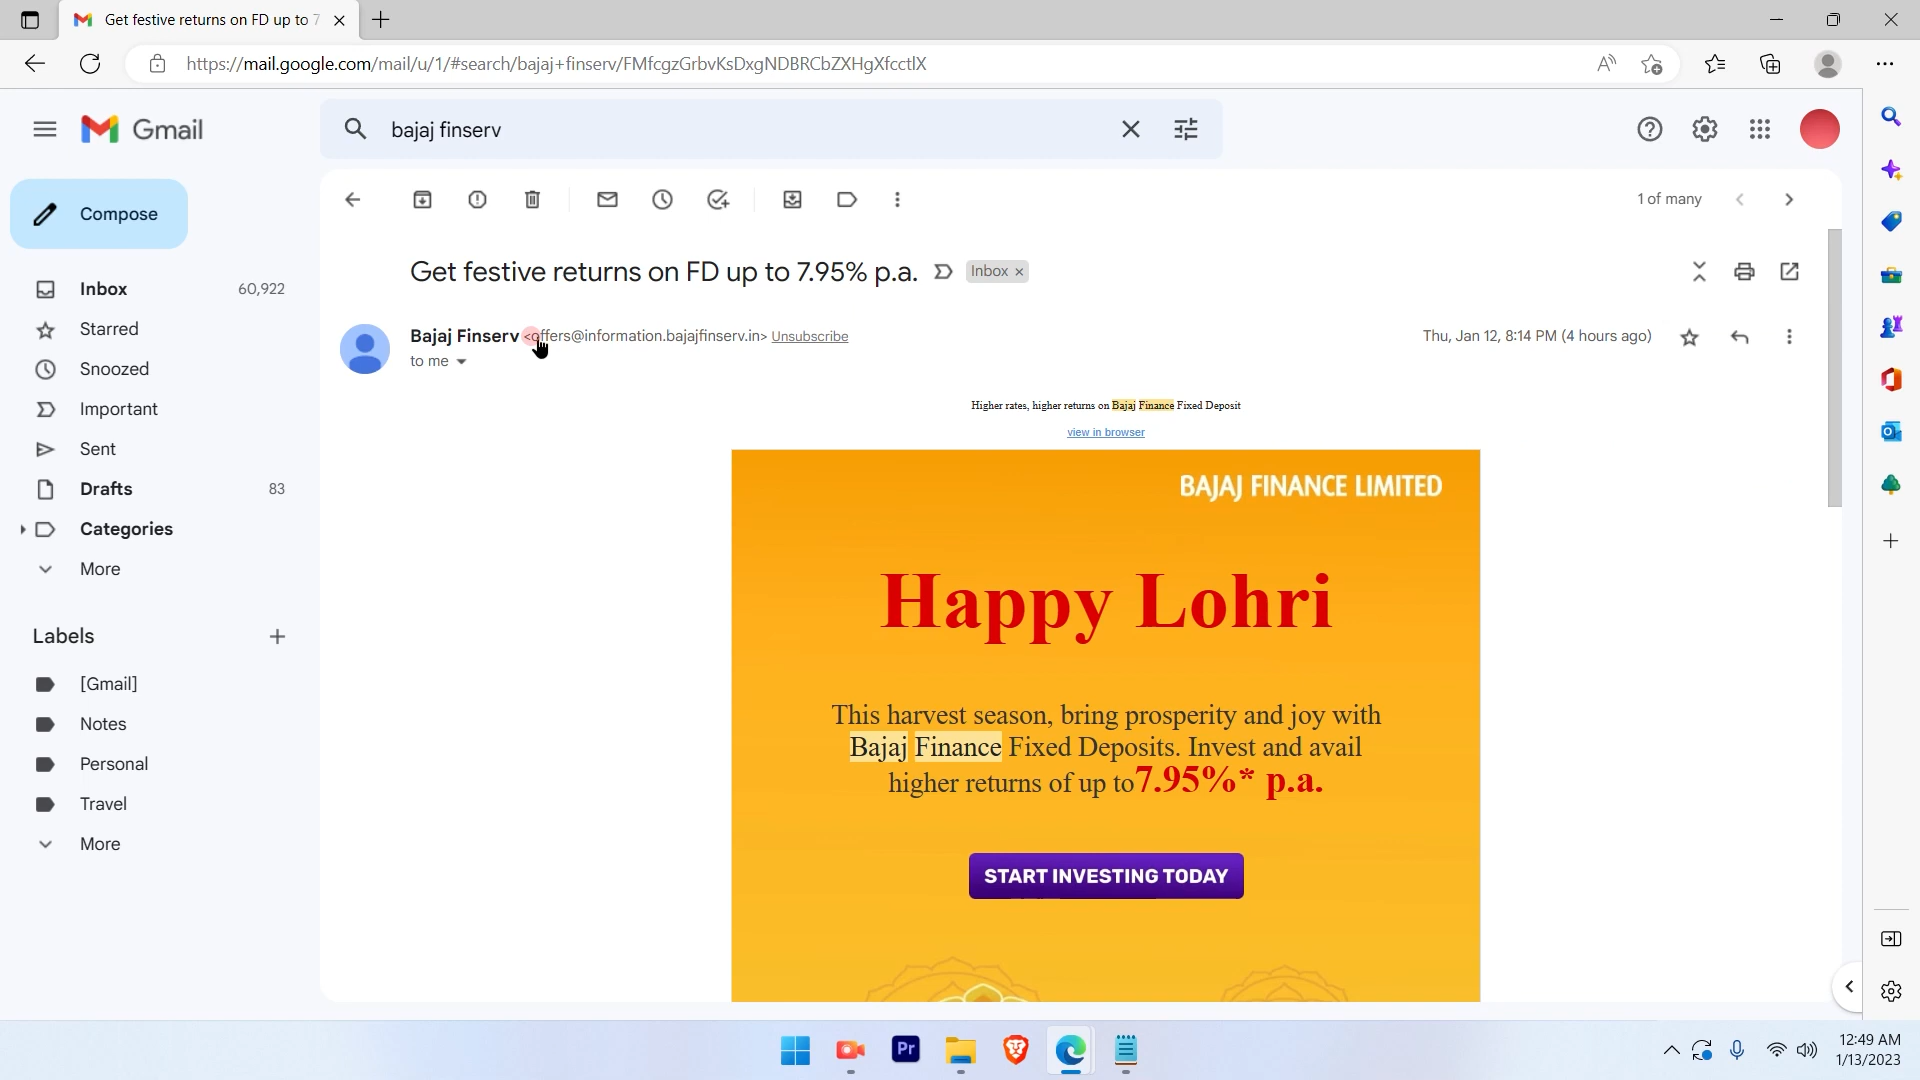 Get festive returns on FD up to 7
https://mail.google.com/mail/u/1/#search/bajaj+finserv/FMfcgzGrbvKsDxgNDBRCbZXHgXfcctlX
Gmail
bajaj finserv
Compose
1 of many
Get festive returns on FD up to 7.95% p.a.
Inbox ×
Inbox 60,922
Starred
Snoozed
Important
Sent
Drafts 83
Categories
More
Labels
[Gmail]
Notes
Personal
Travel
More
Bajaj Finserv <offers@information.bajajfinserv.in> Unsubscribe
Thu, Jan 12, 8:14 PM (4 hours ago)
to me
Higher rates, higher returns on Bajaj Finance Fixed Deposit
view in browser
BAJAJ FINANCE LIMITED
Happy Lohri
This harvest season, bring prosperity and joy with
Bajaj Finance Fixed Deposits. Invest and avail
higher returns of up to 7.95%* p.a.
START INVESTING TODAY
Pr
12:49 AM
1/13/2023